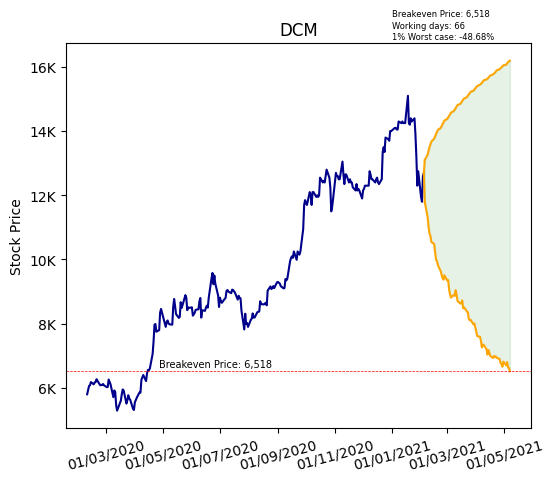 Breakeven Price: 6,518
Working days: 66
1% Worst case: -48.68%
DCM
Stock Price
16K
14K
12K
10K
8K
6K
Breakeven Price: 6,518
01/03/2020
01/05/2020
01/07/2020
01/09/2020
01/11/2020
01/01/2021
01/03/2021
01/05/2021